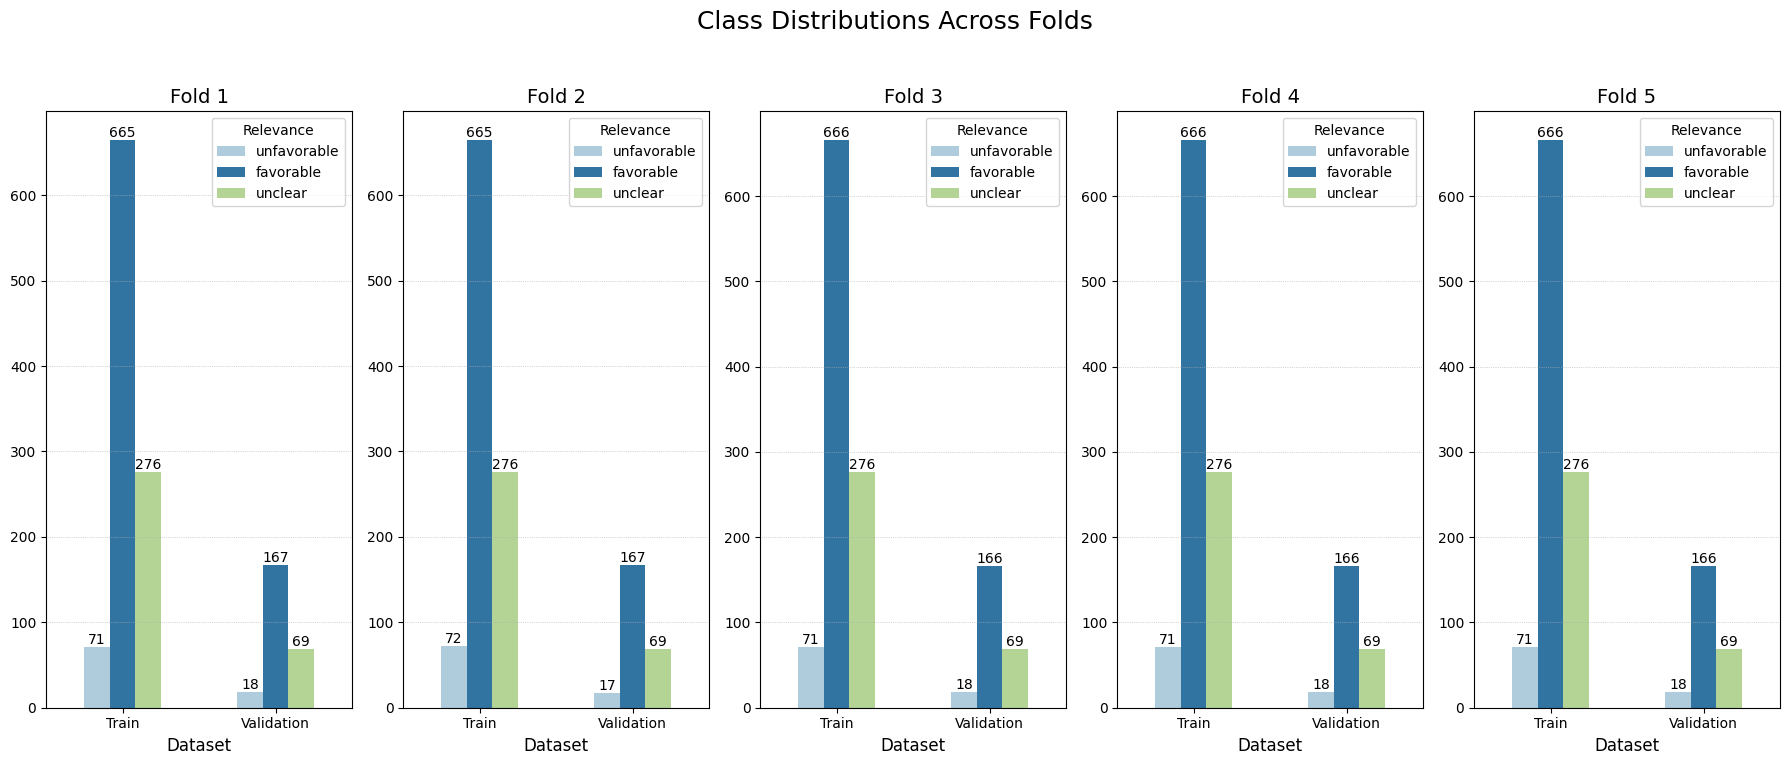 Class Distributions Across Folds
Fold 1
Relevance
unfavorable
favorable
unclear
600
500
400
300
200
100
0
665
276
71
167
69
18
Train
Validation
Dataset
Fold 2
Relevance
unfavorable
favorable
unclear
600
500
400
300
200
100
0
665
276
72
167
69
17
Train
Validation
Dataset
Fold 3
Relevance
unfavorable
favorable
unclear
600
500
400
300
200
100
0
666
276
71
166
69
18
Train
Validation
Dataset
Fold 4
Relevance
unfavorable
favorable
unclear
600
500
400
300
200
100
0
666
276
71
166
69
18
Train
Validation
Dataset
Fold 5
Relevance
unfavorable
favorable
unclear
600
500
400
300
200
100
0
666
276
71
166
69
18
Train
Validation
Dataset